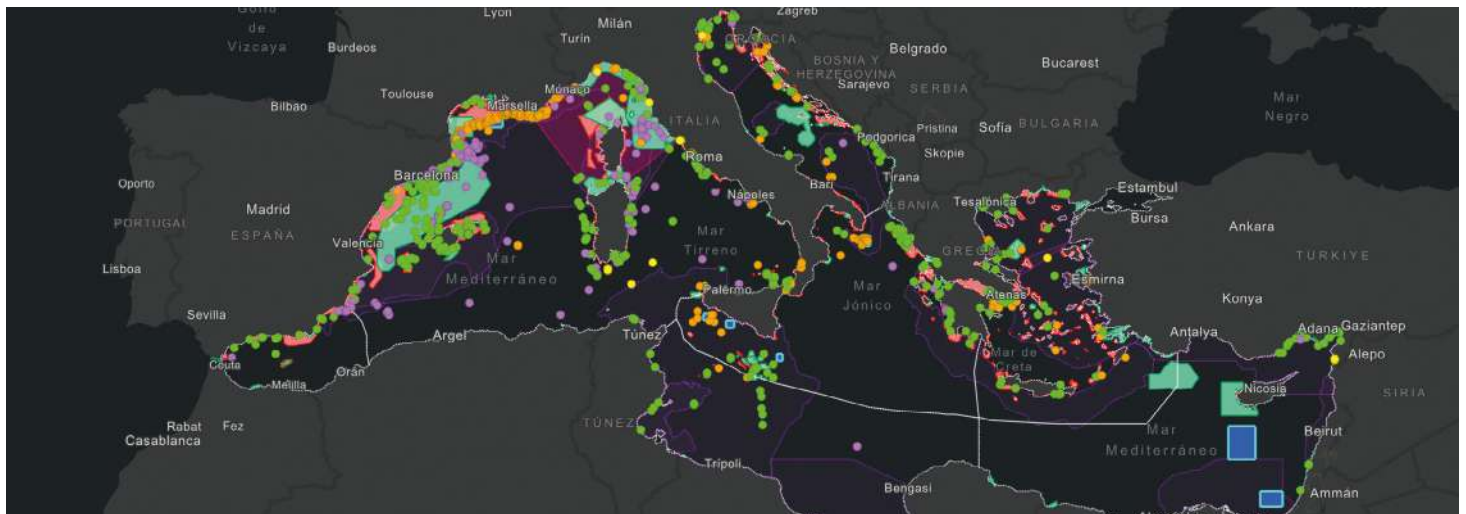 Golfo
de
Vizcaya
Lyon
Milán
Zagreb
Turín
CROACIA
Burdeos
Belgrado
BOSNIA Y
HERZEGOVINA
Sarajevo
Bucarest
SERBIA
Toulouse
Mónaco
Marsella
Bilbao
ITALIA
Mar
Negro
Podgorica
Pristina
Sofía
BULGARIA
Skopie
Roma
Barcelona
Oporto
Madrid
Tirana
Nápoles
Bari
Estambul
Tesalónica
Bursa
PORTUGAL
ESPAÑA
ALBANIA
Ankara
Valencia
Mar
Tirreno
GRECIA
TÜRKIYE
Lisboa
Mar
Mediterráneo
Esmirna
Mar
Jónico
Palermo
Atenas
Konya
Sevilla
Argel
Túnez
Antalya
Adana
Gaziantep
Alepo
Ceuta
Orán
Melilla
Mar de
Creta
Nicosia
SIRIA
Rabat
Fez
Casablanca
TÚNEZ
Mar
Mediterráneo
Beirut
Trípoli
Bengasi
Ammán